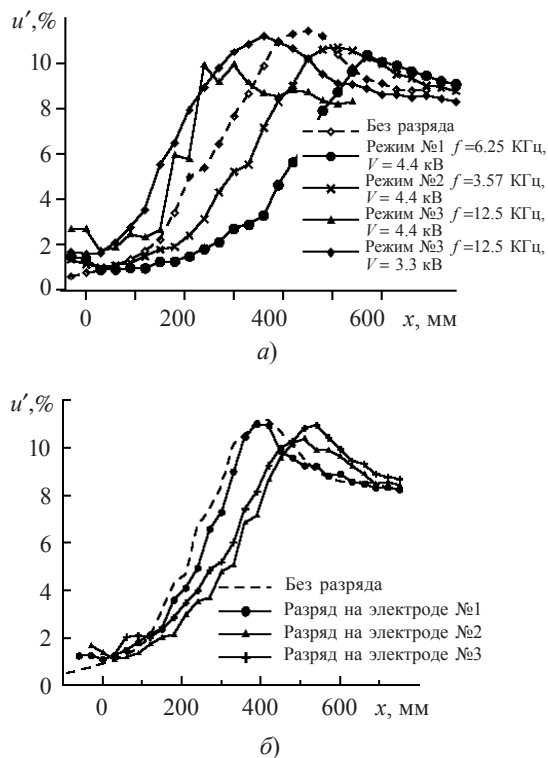 u′,%
10
8
6
4
2
0
Без разряда
Режим №1 f=6.25 КГц,
V = 4.4 кВ
Режим №2 f=3.57 КГц,
V = 4.4 кВ
Режим №3 f=12.5 КГц,
V = 4.4 кВ
Режим №3 f=12.5 КГц,
V = 3.3 кВ
0 200 400 600 x, мм
а)
u′,%
10
8
6
4
2
0
Без разряда
Разряд на электроде №1
Разряд на электроде №2
Разряд на электроде №3
0 200 400 600 x, мм
б)